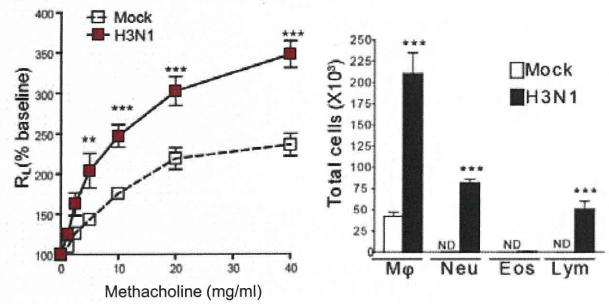 Mock
H3N1
400
350
300
250
200
150
100
**
***
***
***
R_L(% baseline)
0
10
20
30
40
Methacholine (mg/ml)
Mock
H3N1
250
225
200
175
150
125
100
75
50
25
0
***
***
***
Total cells (X10³)
ND
ND
ND
Mφ
Neu
Eos
Lym